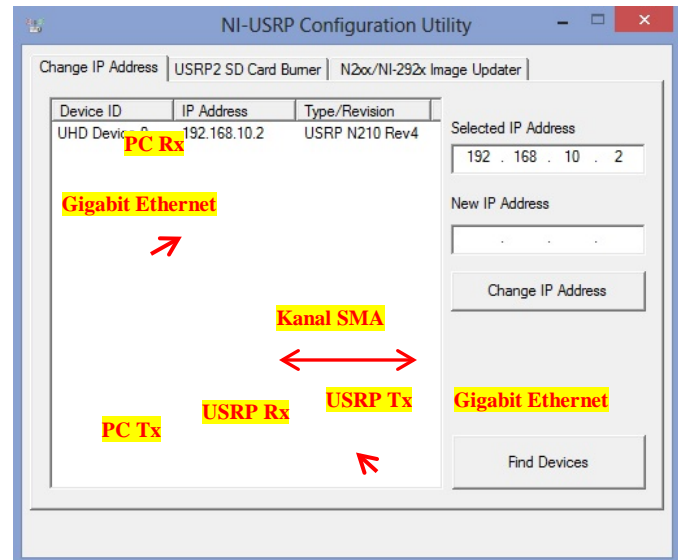 NI-USRP Configuration Utility
Change IP Address
USRP2 SD Card Burner
N2xx/NI-292x Image Updater
Device ID IP Address Type/Revision
UHD 192.168.10.2 USRP N210 Rev4
PC Rx
Selected IP Address
192 . 168 . 10 . 2
Gigabit Ethernet
New IP Address
. . .
Change IP Address
Kanal SMA
USRP Rx
USRP Tx
Gigabit Ethernet
PC Tx
Find Devices